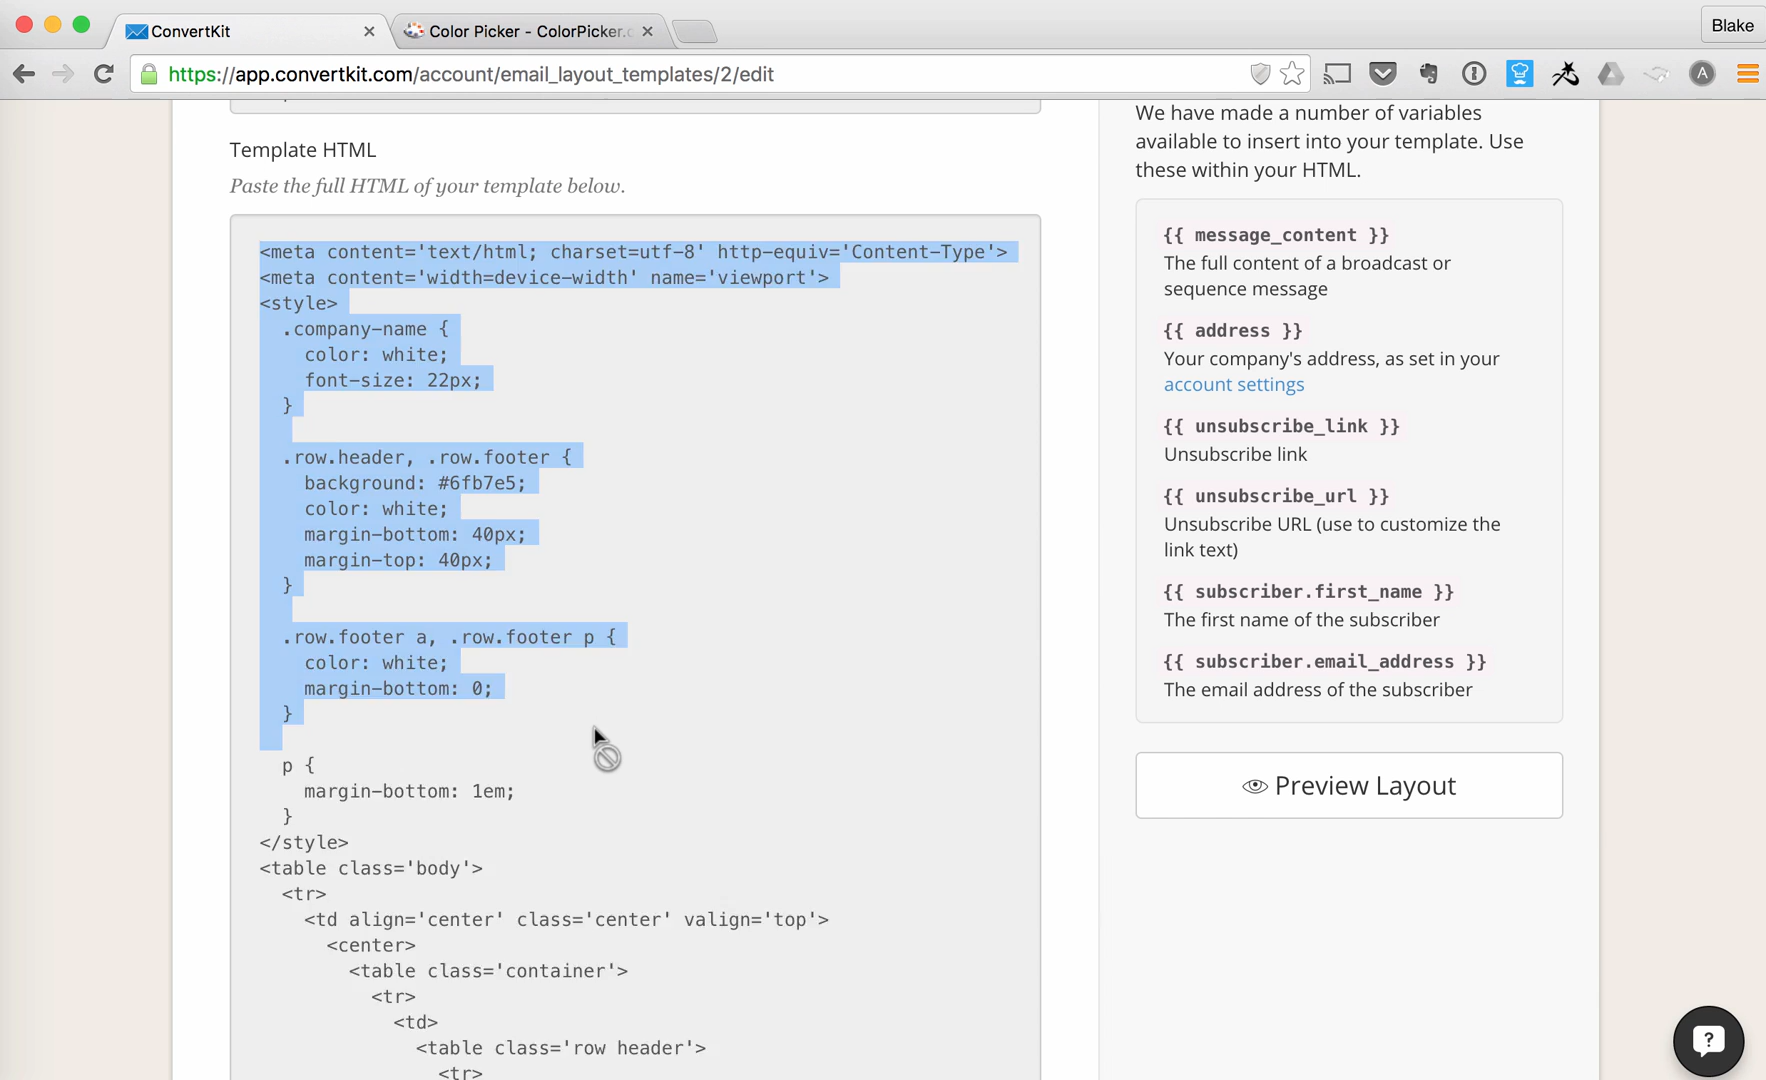 ConvertKit
Color Picker - ColorPicker.c
Blake
https://app.convertkit.com/account/email_layout_templates/2/edit
Template HTML
Paste the full HTML of your template below.
<meta content='text/html; charset=utf-8' http-equiv='Content-Type'>
<meta content='width=device-width' name='viewport'>
<style>
.company-name {
color: white;
font-size: 22px;
}
.row.header, .row.footer {
background: #6fb7e5;
color: white;
margin-bottom: 40px;
margin-top: 40px;
}
.row.footer a, .row.footer p {
color: white;
margin-bottom: 0;
}
p {
margin-bottom: 1em;
}
</style>
<table class='body'>
<tr>
<td align='center' class='center' valign='top'>
<center>
<table class='container'>
<tr>
<td>
<table class='row header'>
<tr>
We have made a number of variables
available to insert into your template. Use
these within your HTML.
{{ message_content }}
The full content of a broadcast or
sequence message
{{ address }}
Your company's address, as set in your
account settings
{{ unsubscribe_link }}
Unsubscribe link
{{ unsubscribe_url }}
Unsubscribe URL (use to customize the
link text)
{{ subscriber.first_name }}
The first name of the subscriber
{{ subscriber.email_address }}
The email address of the subscriber
Preview Layout
A
?